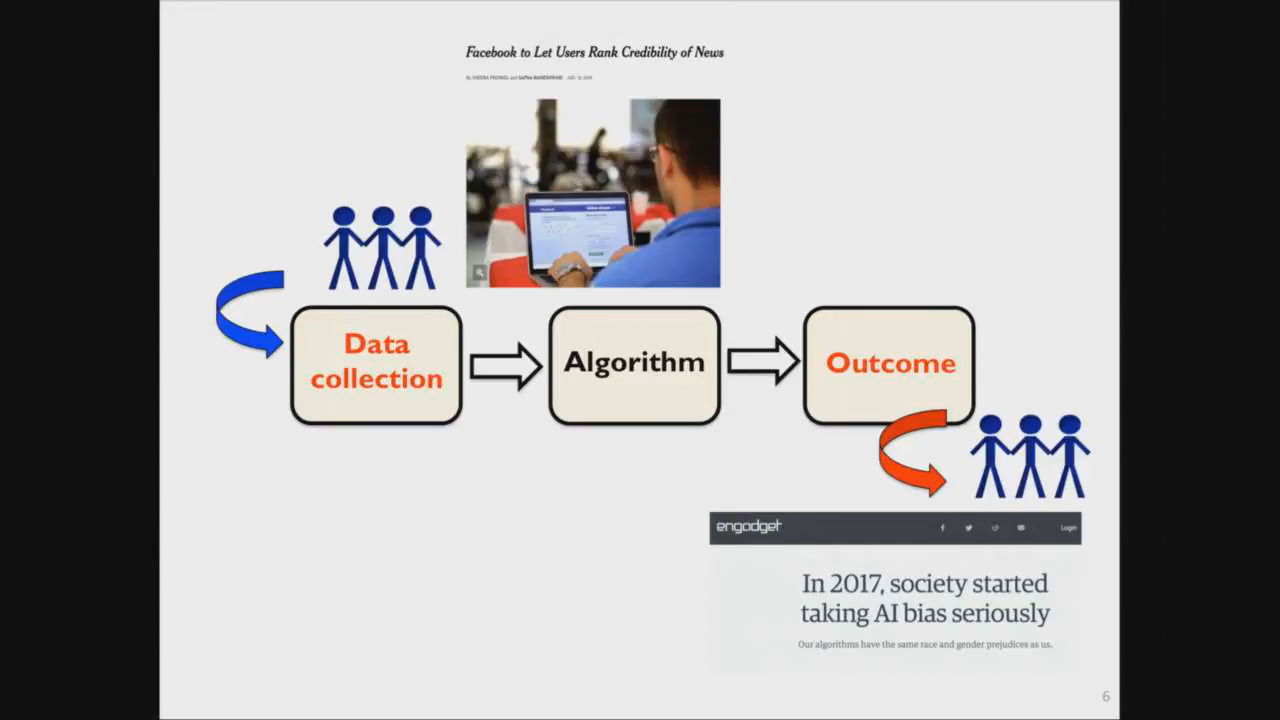 Facebook to Let Users Rank Credibility of News
Data
collection
Algorithm
Outcome
engadget
Login
In 2017, society started
taking AI bias seriously
Our algorithms have the same race and gender prejudices as us.
6